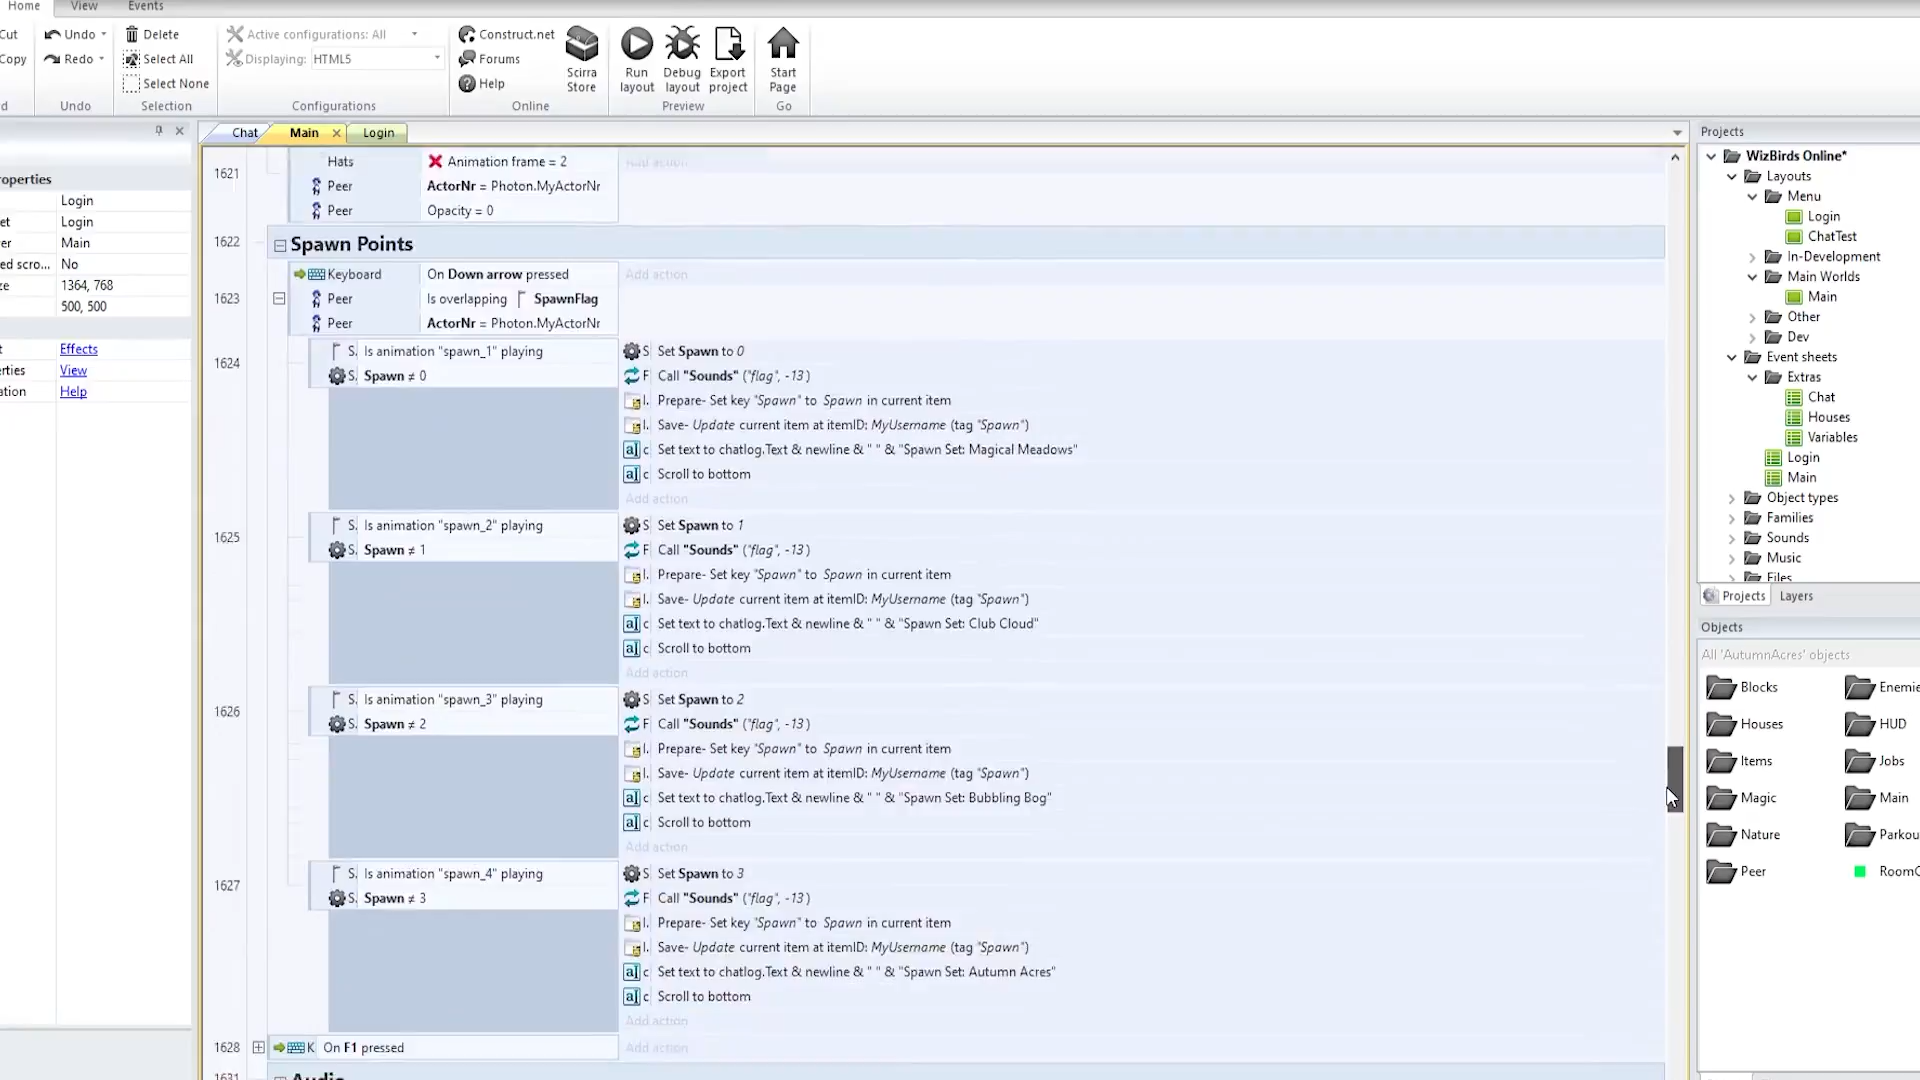 Home View Events
Cut
Copy
Undo
Redo
Undo
Delete
Select All
Select None
Selection
Active configurations: All
Displaying: HTML5
Configurations
Construct.net
Forums
Help
Scirra
Store
Online
Run
layout
Debug
layout
Export
project
Preview
Start
Page
Go
Chat Main Login
Login
Login
Main
No
1364, 768
500, 500
Effects
View
Help
1621
Hats Animation frame = 2 Add action
Peer ActorNr = Photon.MyActorNr
Peer Opacity = 0
1622 Spawn Points
Keyboard On Down arrow pressed Add action
1623 Peer Is overlapping SpawnFlag
Peer ActorNr = Photon.MyActorNr
1624
S. Is animation "spawn_1" playing
S. Spawn ≠ 0
S Set Spawn to 0
F Call "Sounds" ("flag", -13)
I. Prepare- Set key "Spawn" to Spawn in current item
I. Save- Update current item at itemID: MyUsername (tag "Spawn")
c Set text to chatlog.Text & newline & " " & "Spawn Set: Magical Meadows"
c Scroll to bottom
Add action
1625
S. Is animation "spawn_2" playing
S. Spawn ≠ 1
S Set Spawn to 1
F Call "Sounds" ("flag", -13)
I. Prepare- Set key "Spawn" to Spawn in current item
I. Save- Update current item at itemID: MyUsername (tag "Spawn")
c Set text to chatlog.Text & newline & " " & "Spawn Set: Club Cloud"
c Scroll to bottom
Add action
1626
S. Is animation "spawn_3" playing
S. Spawn ≠ 2
S Set Spawn to 2
F Call "Sounds" ("flag", -13)
I. Prepare- Set key "Spawn" to Spawn in current item
I. Save- Update current item at itemID: MyUsername (tag "Spawn")
c Set text to chatlog.Text & newline & " " & "Spawn Set: Bubbling Bog"
c Scroll to bottom
Add action
1627
S. Is animation "spawn_4" playing
S. Spawn ≠ 3
S Set Spawn to 3
F Call "Sounds" ("flag", -13)
I. Prepare- Set key "Spawn" to Spawn in current item
I. Save- Update current item at itemID: MyUsername (tag "Spawn")
c Set text to chatlog.Text & newline & " " & "Spawn Set: Autumn Acres"
c Scroll to bottom
Add action
1628 K On F1 pressed Add action
1631 Audio
Projects
WizBirds Online*
Layouts
Menu
Login
ChatTest
In-Development
Main Worlds
Main
Other
Dev
Event sheets
Extras
Chat
Houses
Variables
Login
Main
Object types
Families
Sounds
Music
Files
Projects Layers
Objects
All 'AutumnAcres' objects
Blocks Enemie
Houses HUD
Items Jobs
Magic Main
Nature Parkou
Peer RoomC